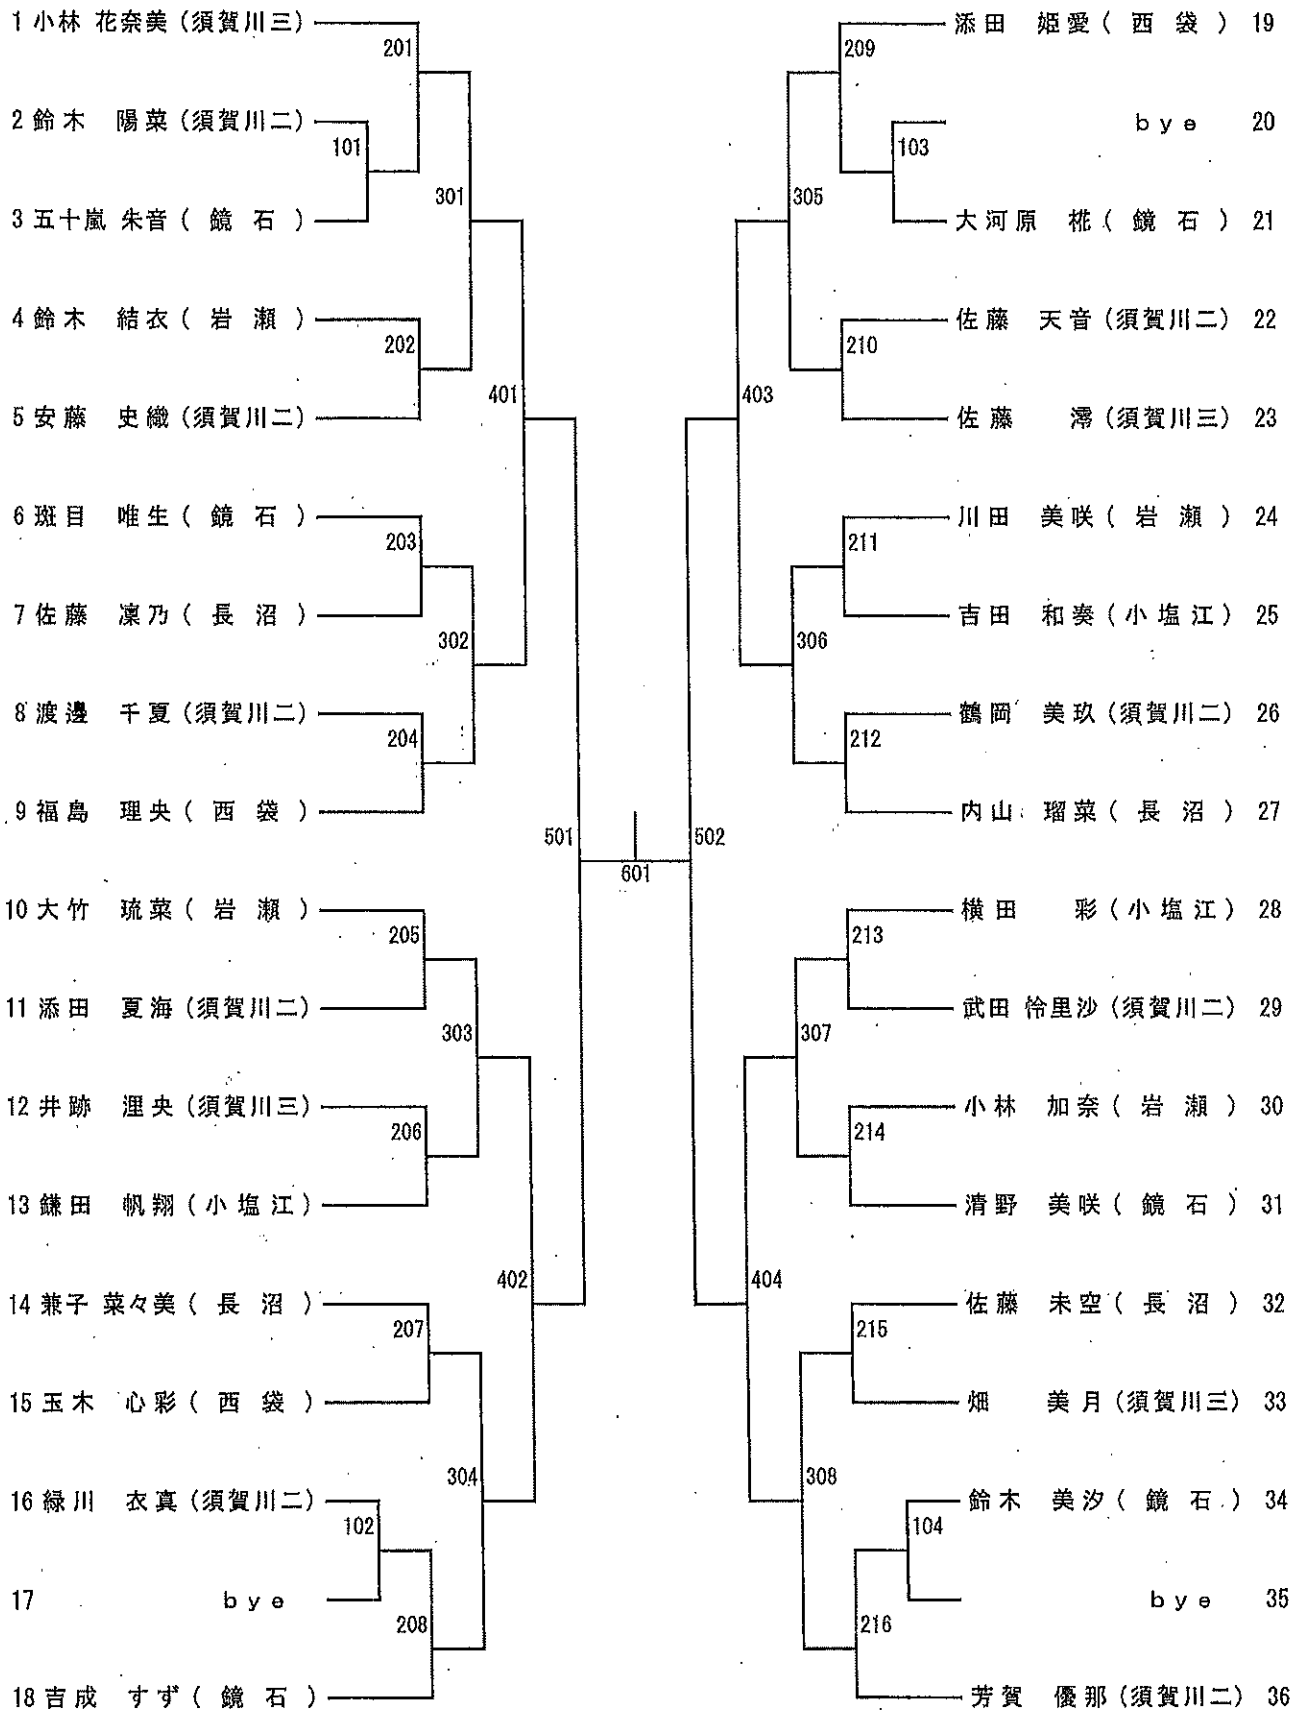 1 小林 花奈美 (須賀川三)
201
2 鈴木 陽菜 (須賀川二)
101
301
3 五十嵐 朱音 ( 鏡 石 )
4 鈴木 結衣 ( 岩 瀬 )
202
401
5 安藤 史織 (須賀川二)
6 斑目 唯生 ( 鏡 石 )
203
7 佐藤 凜乃 ( 長 沼 )
302
8 渡邊 千夏 (須賀川二)
204
9 福島 理央 ( 西 袋 )
501
10 大竹 琉菜 ( 岩 瀬 )
205
11 添田 夏海 (須賀川二)
303
12 井跡 浬央 (須賀川三)
206
13 鎌田 帆翔 ( 小 塩 江 )
402
14 兼子 菜々美 ( 長 沼 )
207
15 玉木 心彩 ( 西 袋 )
304
16 緑川 衣真 (須賀川二)
102
17 bye
208
18 吉成 すず ( 鏡 石 )
601
添田 姫愛 ( 西 袋 ) 19
209
bye 20
103
305
大河原 椛 ( 鏡 石 ) 21
佐藤 天音 (須賀川二) 22
210
403
佐藤 澪 (須賀川三) 23
川田 美咲 ( 岩 瀬 ) 24
211
吉田 和奏 ( 小 塩 江 ) 25
306
鶴岡 美玖 (須賀川二) 26
212
内山 瑠菜 ( 長 沼 ) 27
502
横田 彩 ( 小 塩 江 ) 28
213
武田 伶里沙 (須賀川二) 29
307
小林 加奈 ( 岩 瀬 ) 30
214
清野 美咲 ( 鏡 石 ) 31
404
佐藤 未空 ( 長 沼 ) 32
215
畑 美月 (須賀川三) 33
308
鈴木 美汐 ( 鏡 石 ) 34
104
bye 35
216
芳賀 優那 (須賀川二) 36